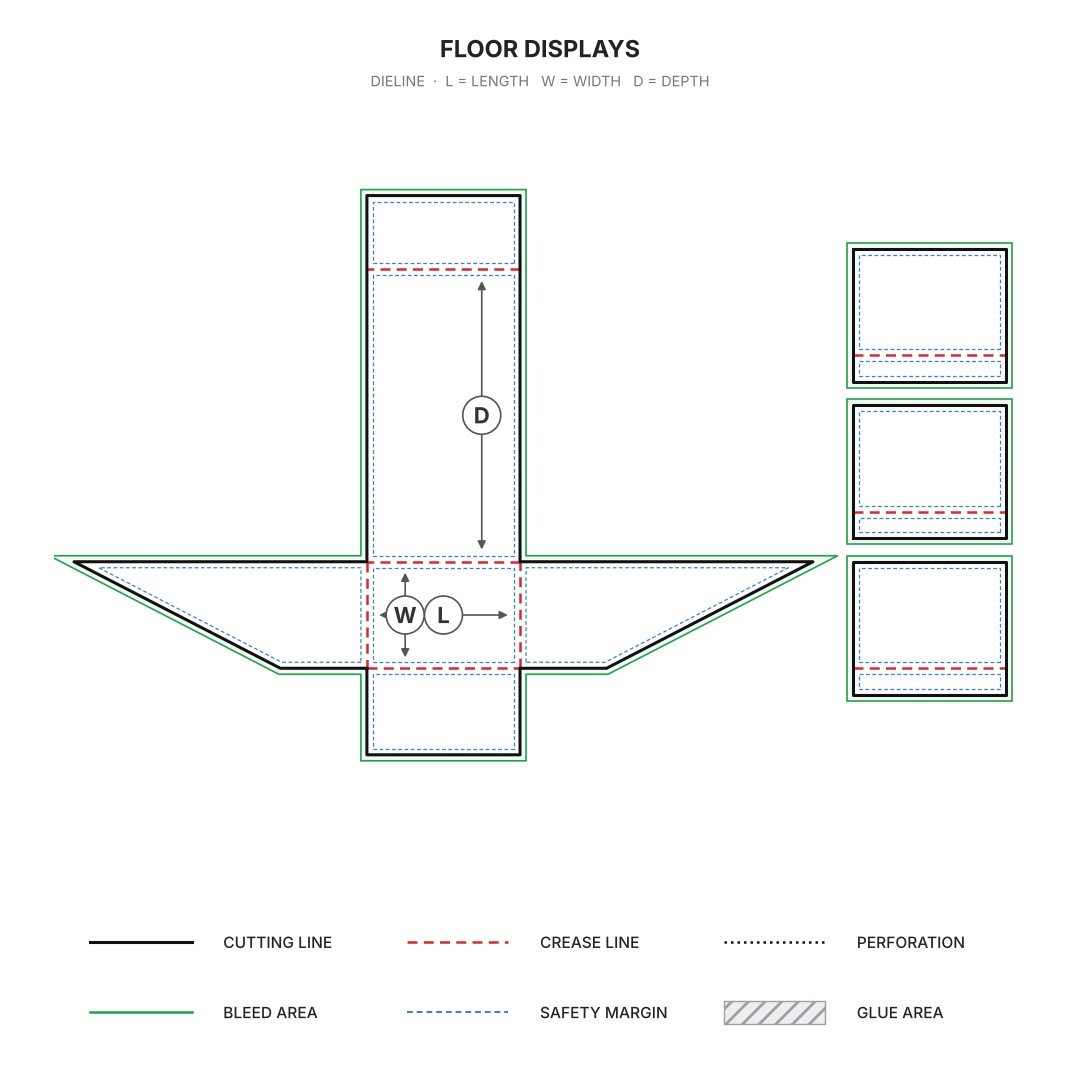 FLOOR DISPLAYS
DIELINE · L = LENGTH W = WIDTH D = DEPTH
D
W L
CUTTING LINE
CREASE LINE
PERFORATION
BLEED AREA
SAFETY MARGIN
GLUE AREA